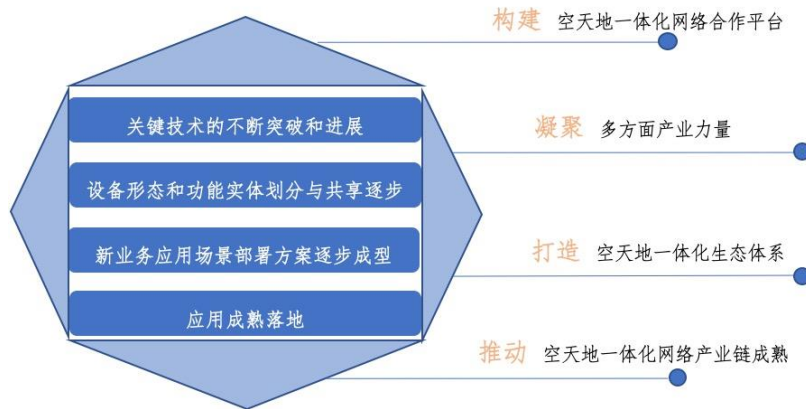 构建 空天地一体化网络合作平台
关键技术的不断突破和进展
凝聚 多方面产业力量
设备形态和功能实体划分与共享逐步
新业务应用场景部署方案逐步成型
打造 空天地一体化生态体系
应用成熟落地
推动 空天地一体化网络产业链成熟